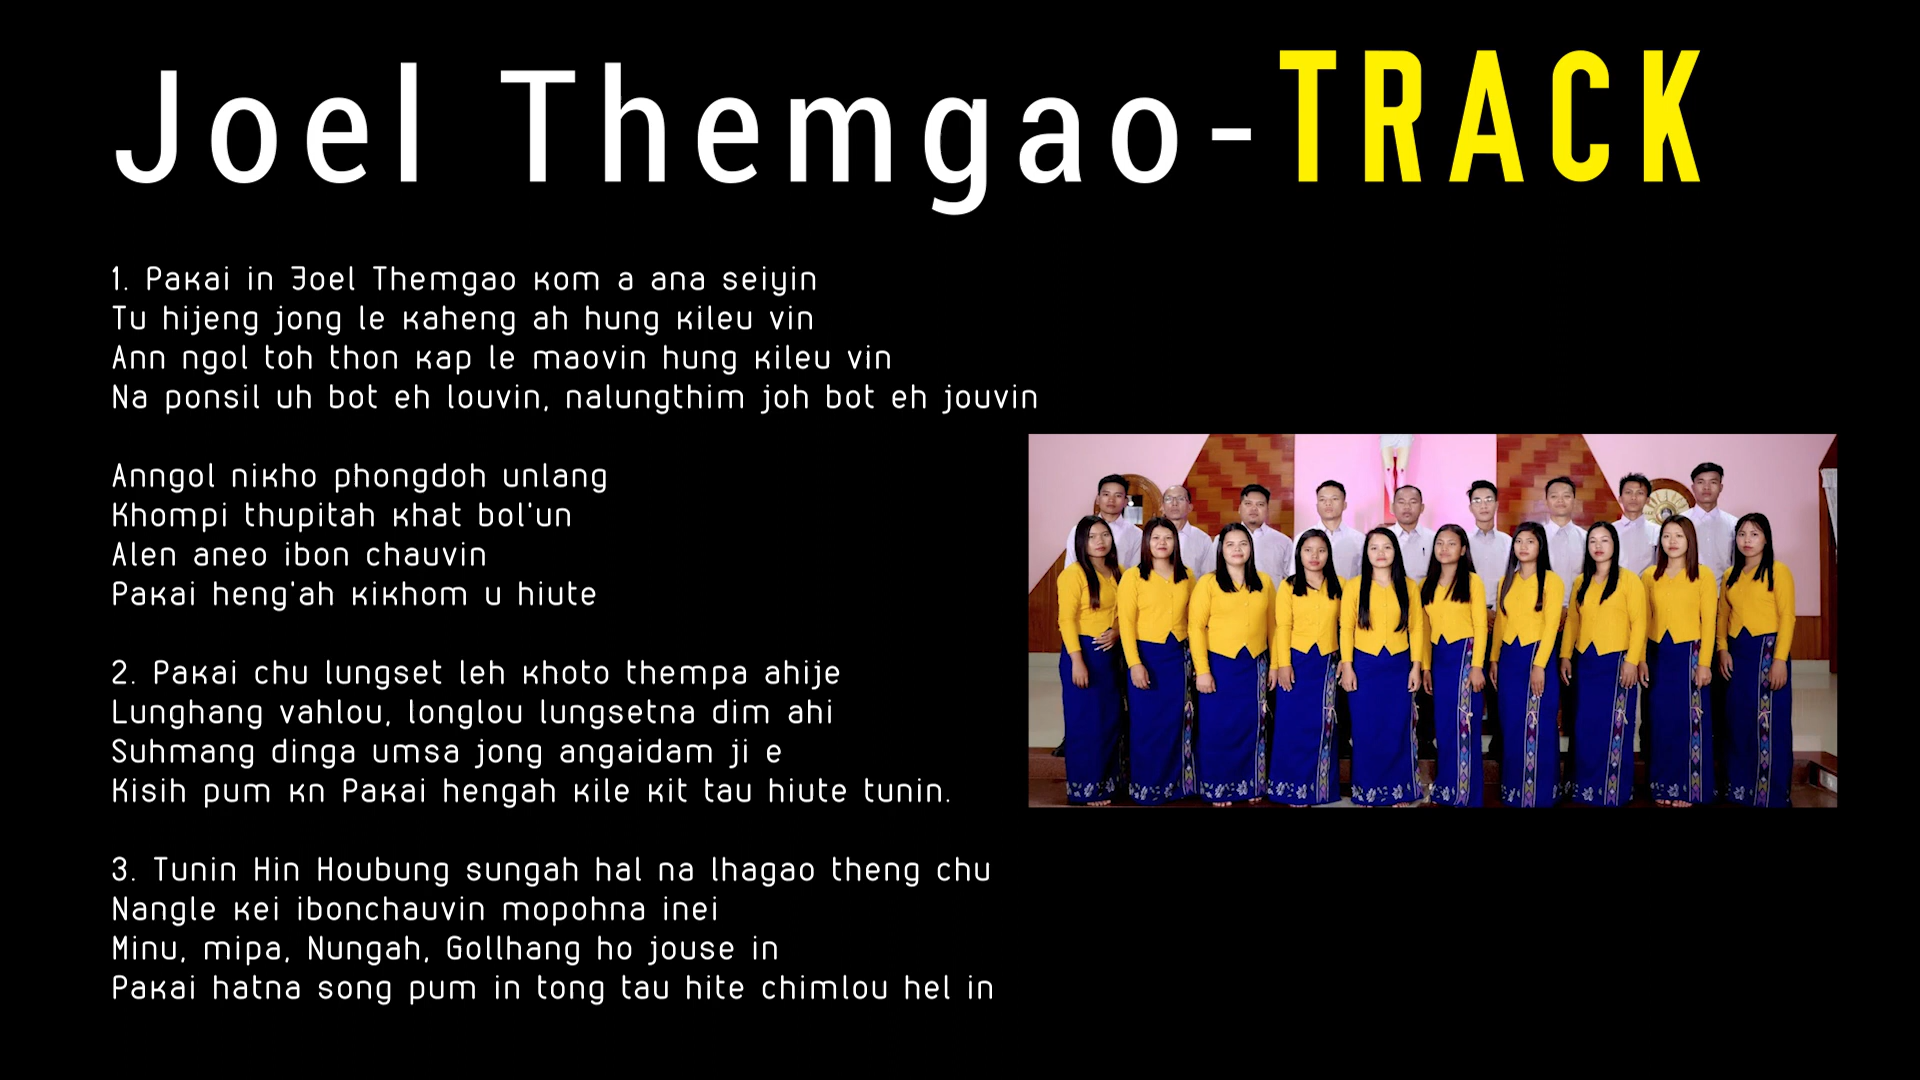 Joel Themgao-TRACK
1. Pakai in Joel Themgao kom a ana seiyin
Tu hijeng jong le kaheng ah hung kileu vin
Ann ngol toh thon kap le maovin hung kileu vin
Na ponsil uh bot eh louvin, nalungthim joh bot eh jouvin
Anngol nikho phongdoh unlang
Khompi thupitah khat bol'un
Alen aneo ibon chauvin
Pakai heng'ah kikhom u hiute
2. Pakai chu lungset leh khoto thempa ahije
Lunghang vahlou, longlou lungsetna dim ahi
Suhmang dinga umsa jong angaidam ji e
Kisih pum kn Pakai hengah kile kit tau hiute tunin.
3. Tunin Hin Houbung sungah hal na lhagao theng chu
Nangle kei ibonchauvin mopohna inei
Minu, mipa, Nungah, Gollhang ho jouse in
Pakai hatna song pum in tong tau hite chimlou hel in